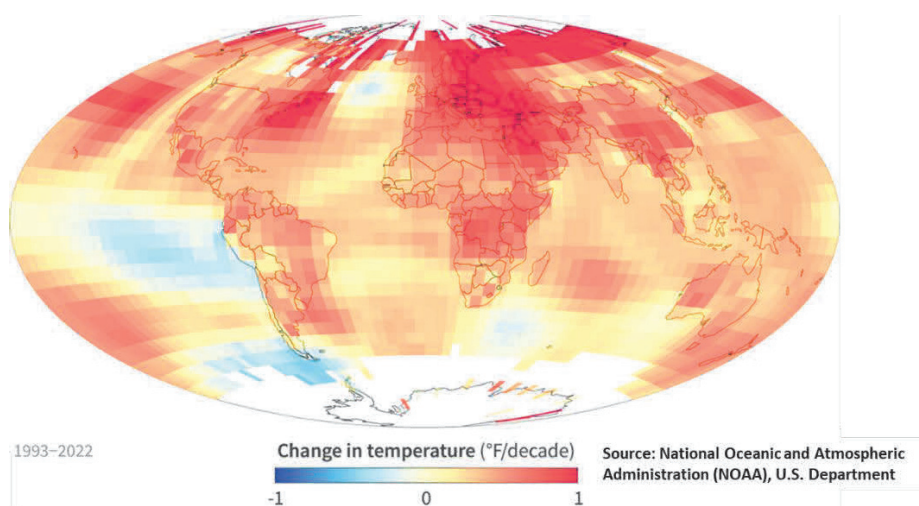 1993−2022
Change in temperature (°F/decade)
-1 0 1
Source: National Oceanic and Atmospheric
Administration (NOAA), U.S. Department